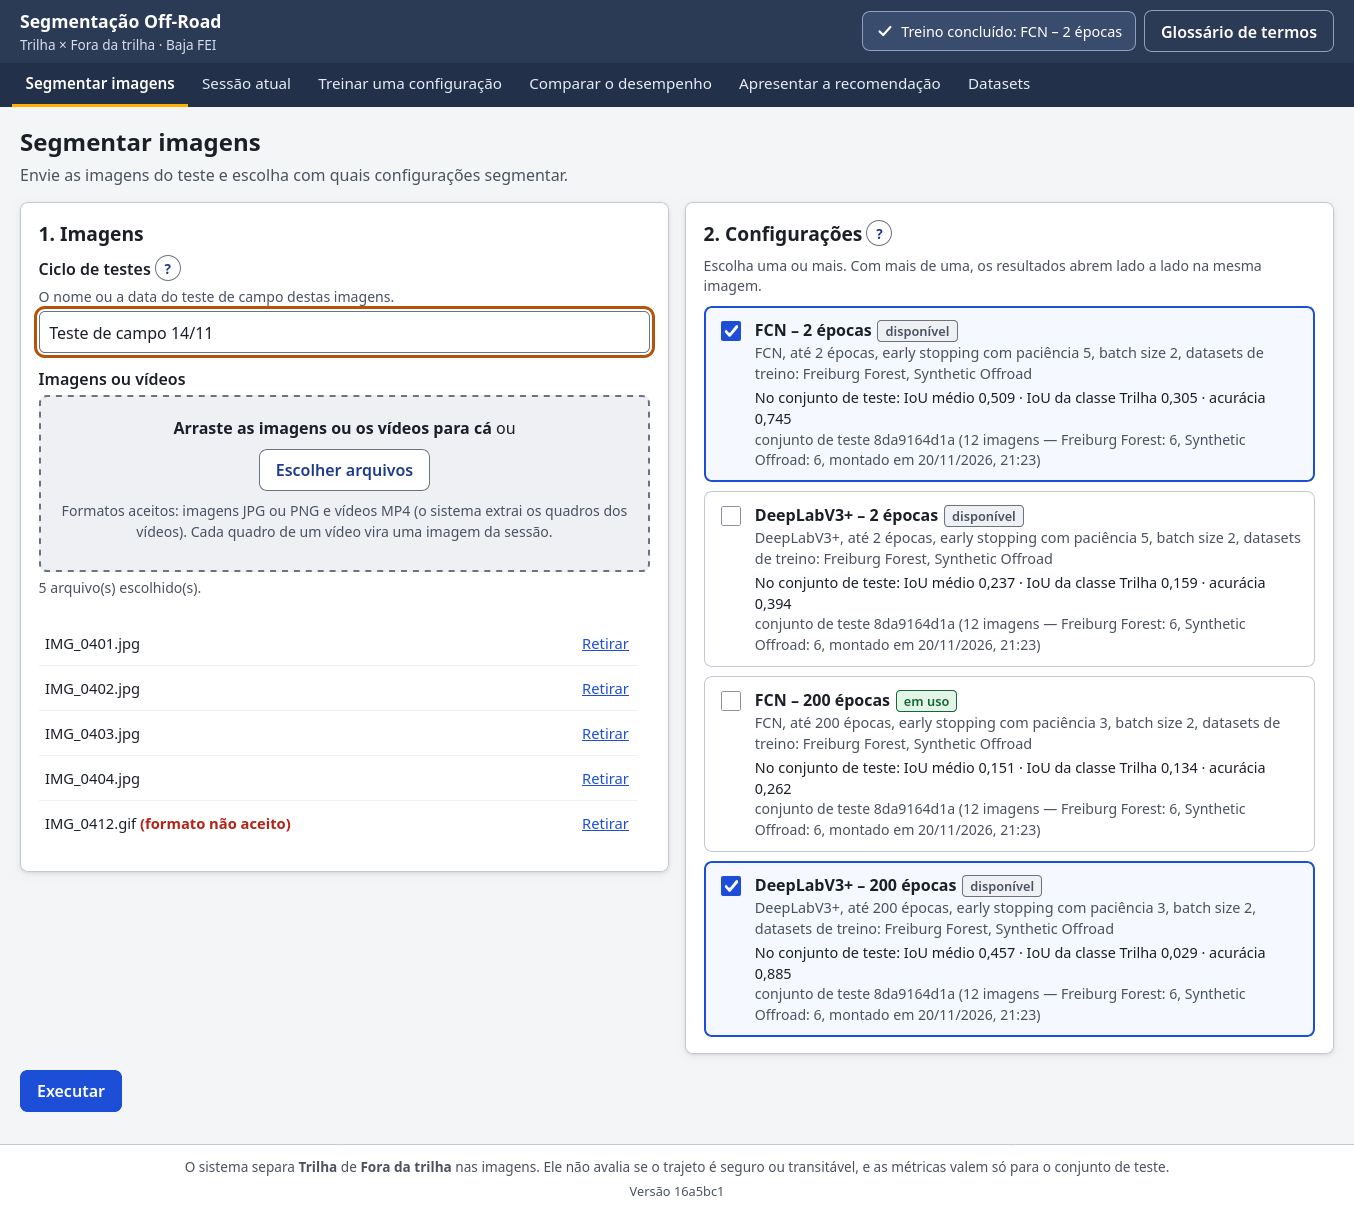 Segmentação Off-Road
Trilha × Fora da trilha · Baja FEI
Treino concluído: FCN – 2 épocas
Glossário de termos
Segmentar imagens
Sessão atual
Treinar uma configuração
Comparar o desempenho
Apresentar a recomendação
Datasets
Segmentar imagens
Envie as imagens do teste e escolha com quais configurações segmentar.
1. Imagens
Ciclo de testes ?
O nome ou a data do teste de campo destas imagens.
Teste de campo 14/11
Imagens ou vídeos
Arraste as imagens ou os vídeos para cá ou
Escolher arquivos
Formatos aceitos: imagens JPG ou PNG e vídeos MP4 (o sistema extrai os quadros dos
vídeos). Cada quadro de um vídeo vira uma imagem da sessão.
5 arquivo(s) escolhido(s).
IMG_0401.jpg Retirar
IMG_0402.jpg Retirar
IMG_0403.jpg Retirar
IMG_0404.jpg Retirar
IMG_0412.gif (formato não aceito) Retirar
2. Configurações ?
Escolha uma ou mais. Com mais de uma, os resultados abrem lado a lado na mesma
imagem.
FCN – 2 épocas disponível
FCN, até 2 épocas, early stopping com paciência 5, batch size 2, datasets de
treino: Freiburg Forest, Synthetic Offroad
No conjunto de teste: IoU médio 0,509 · IoU da classe Trilha 0,305 · acurácia
0,745
conjunto de teste 8da9164d1a (12 imagens — Freiburg Forest: 6, Synthetic
Offroad: 6, montado em 20/11/2026, 21:23)
DeepLabV3+ – 2 épocas disponível
DeepLabV3+, até 2 épocas, early stopping com paciência 5, batch size 2, datasets
de treino: Freiburg Forest, Synthetic Offroad
No conjunto de teste: IoU médio 0,237 · IoU da classe Trilha 0,159 · acurácia
0,394
conjunto de teste 8da9164d1a (12 imagens — Freiburg Forest: 6, Synthetic
Offroad: 6, montado em 20/11/2026, 21:23)
FCN – 200 épocas em uso
FCN, até 200 épocas, early stopping com paciência 3, batch size 2, datasets de
treino: Freiburg Forest, Synthetic Offroad
No conjunto de teste: IoU médio 0,151 · IoU da classe Trilha 0,134 · acurácia
0,262
conjunto de teste 8da9164d1a (12 imagens — Freiburg Forest: 6, Synthetic
Offroad: 6, montado em 20/11/2026, 21:23)
DeepLabV3+ – 200 épocas disponível
DeepLabV3+, até 200 épocas, early stopping com paciência 3, batch size 2,
datasets de treino: Freiburg Forest, Synthetic Offroad
No conjunto de teste: IoU médio 0,457 · IoU da classe Trilha 0,029 · acurácia
0,885
conjunto de teste 8da9164d1a (12 imagens — Freiburg Forest: 6, Synthetic
Offroad: 6, montado em 20/11/2026, 21:23)
Executar
O sistema separa Trilha de Fora da trilha nas imagens. Ele não avalia se o trajeto é seguro ou transitável, e as métricas valem só para o conjunto de teste.
Versão 16a5bc1